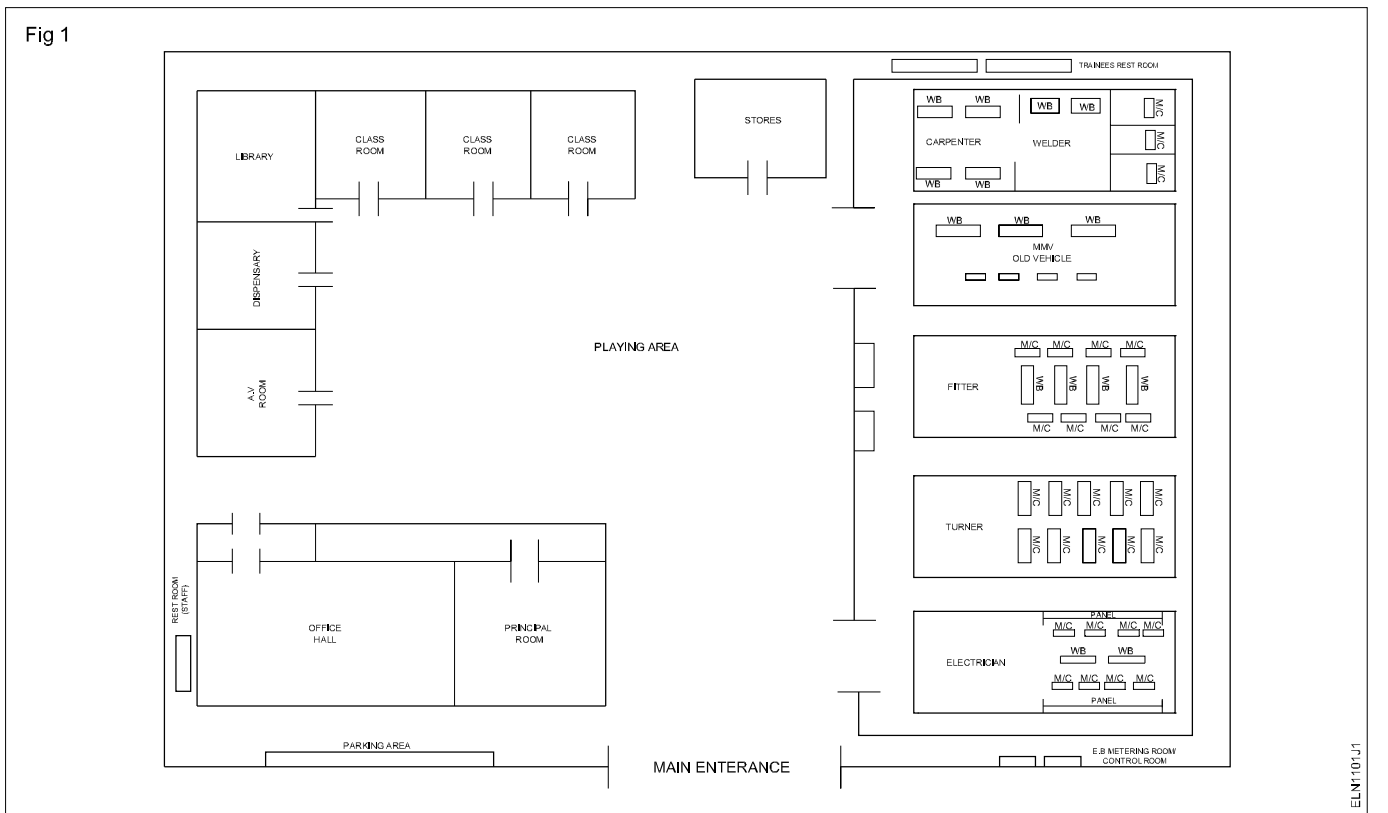 Fig 1
TRAINEES REST ROOM
LIBRARY
CLASS
ROOM
CLASS
ROOM
CLASS
ROOM
STORES
WB
WB
WB
WB
M/C
CARPENTER
WELDER
M/C
WB
WB
M/C
DISPENSARY
WB
WB
WB
MMV
OLD VEHICLE
PLAYING AREA
A.V
ROOM
M/C
M/C
M/C
M/C
FITTER
WB
WB
WB
WB
M/C
M/C
M/C
M/C
M/C
M/C
M/C
M/C
M/C
TURNER
M/C
M/C
M/C
M/C
M/C
REST ROOM
(STAFF)
OFFICE
HALL
PRINCIPAL
ROOM
PANEL
M/C
M/C
M/C
M/C
WB
WB
ELECTRICIAN
M/C
M/C
M/C
M/C
PANEL
PARKING AREA
MAIN ENTERANCE
E.B METERING ROOM/
CONTROL ROOM
ELN1101J1